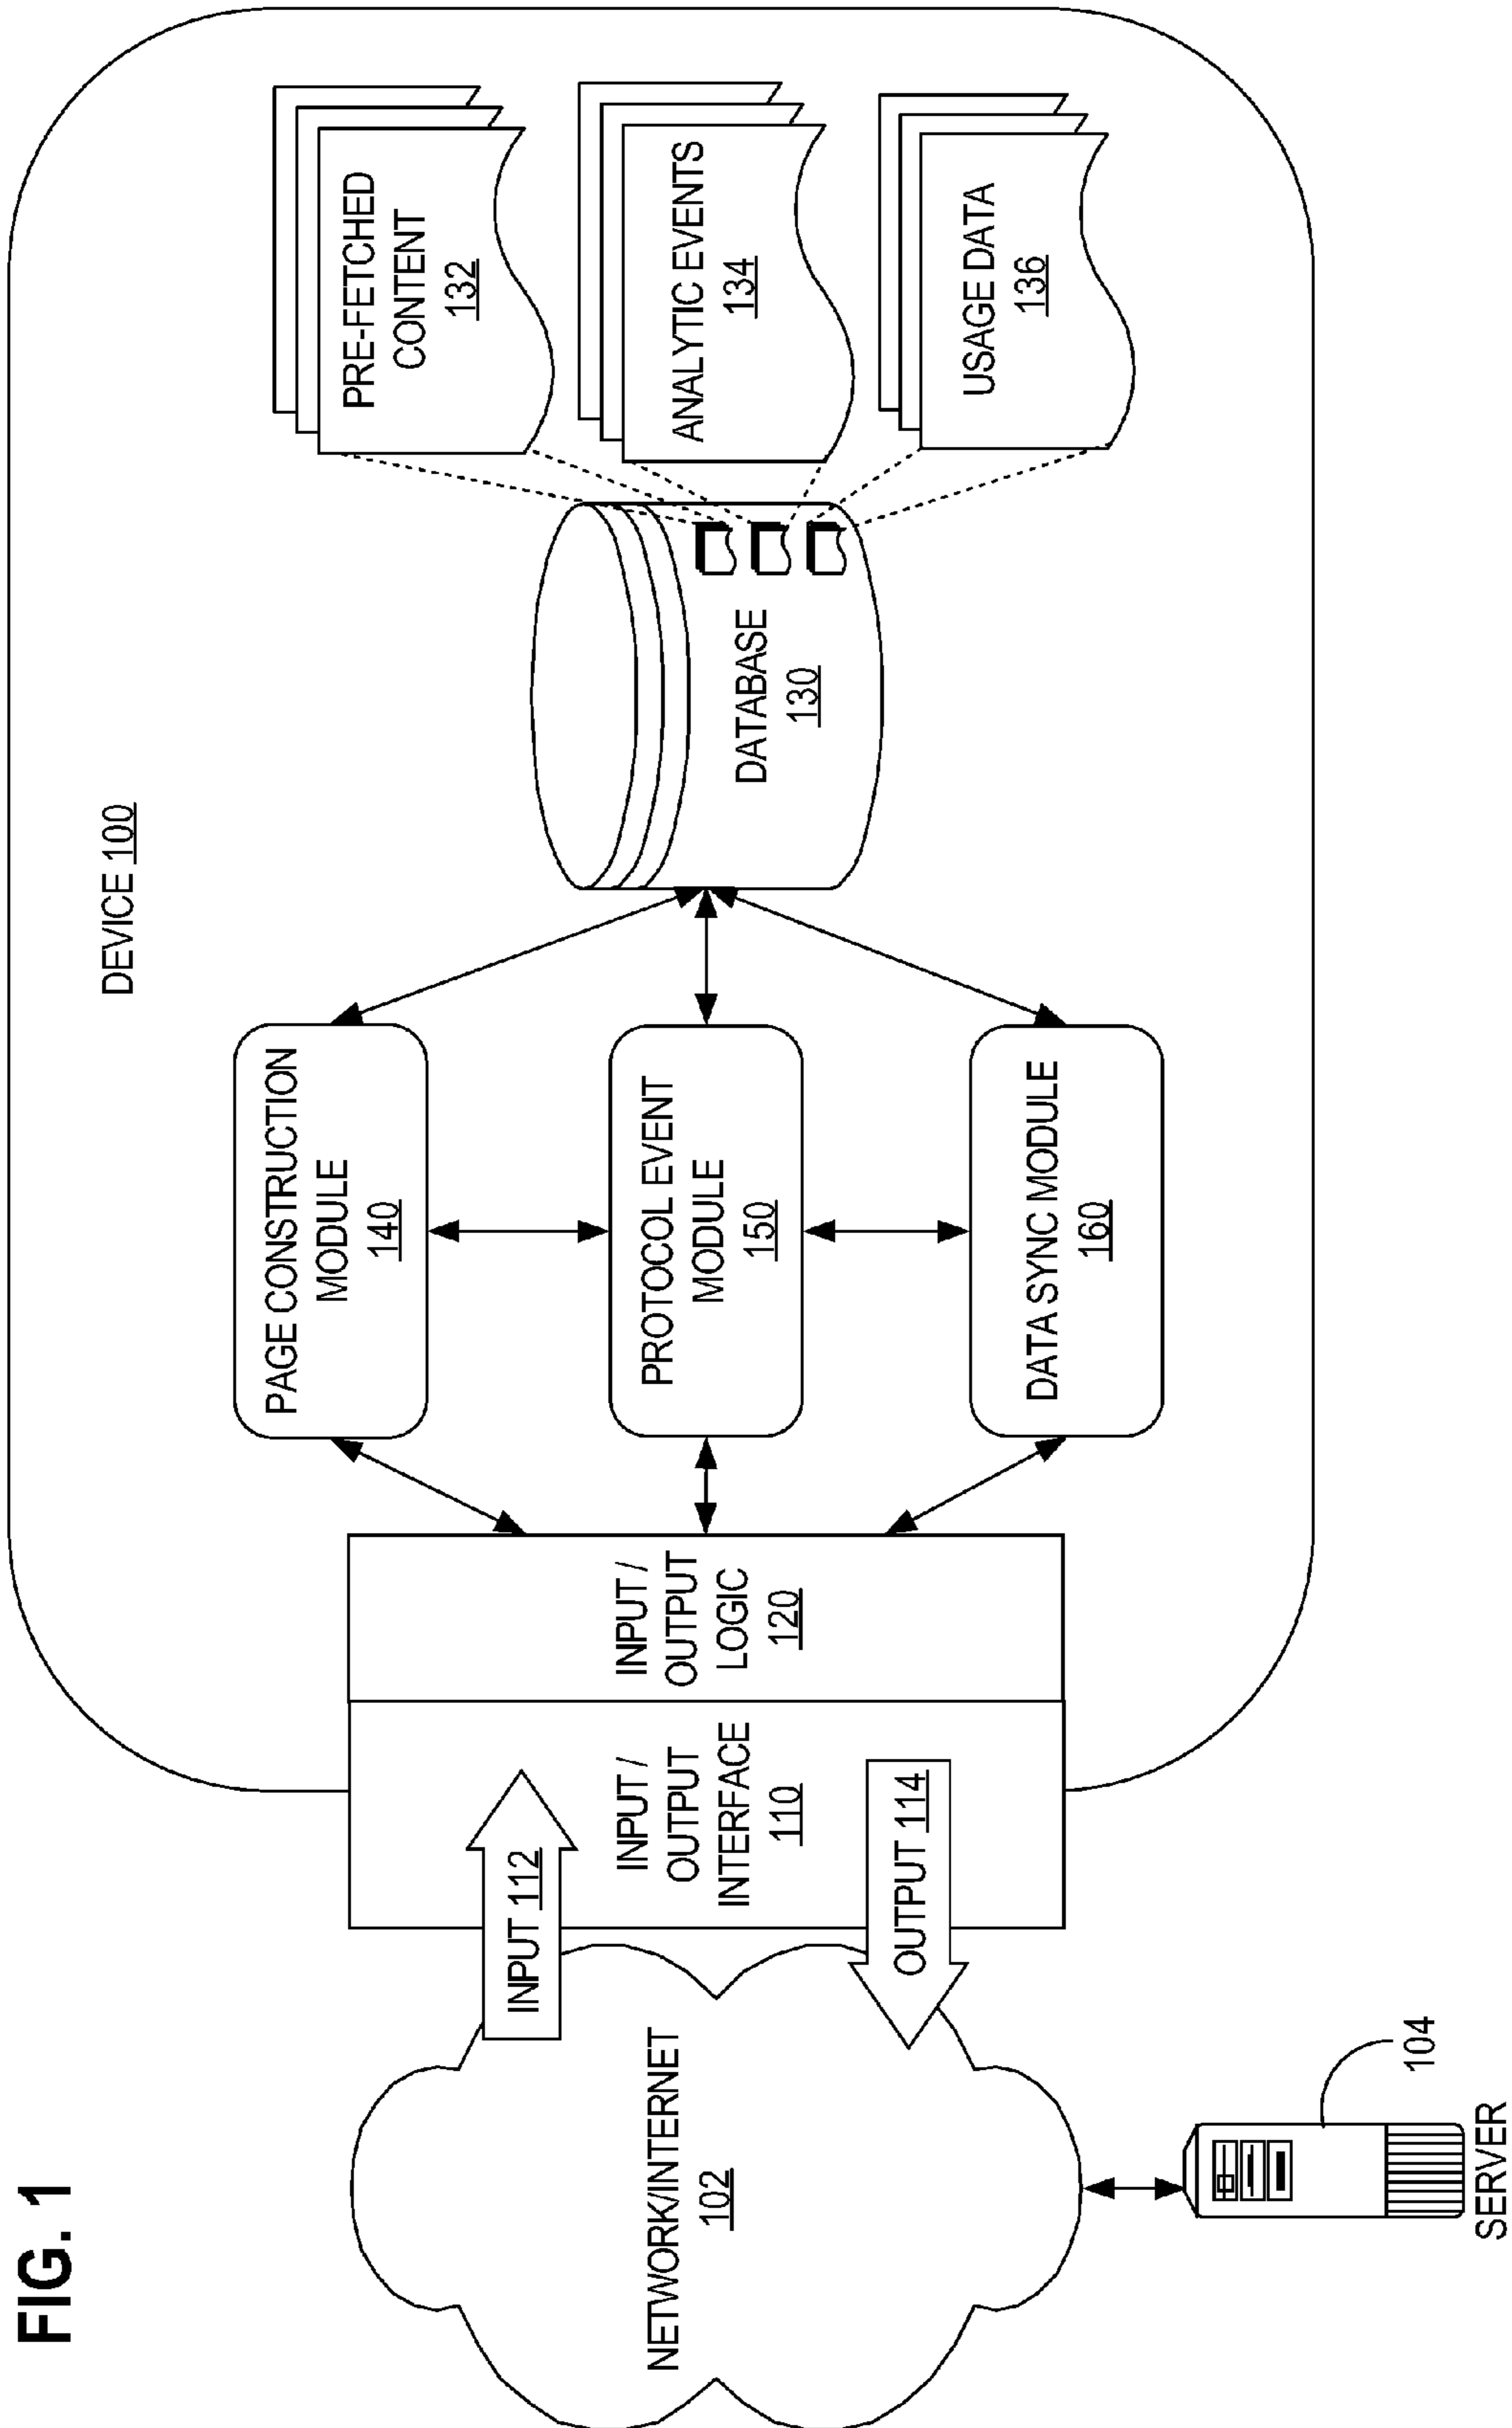 FIG. 1
DEVICE 100
NETWORK/INTERNET
102
SERVER
104
INPUT 112
INPUT /
OUTPUT
INTERFACE
110
OUTPUT 114
INPUT /
OUTPUT
LOGIC
120
PAGE CONSTRUCTION
MODULE
140
PROTOCOL EVENT
MODULE
150
DATA SYNC MODULE
160
DATABASE
130
PRE-FETCHED
CONTENT
132
ANALYTIC EVENTS
134
USAGE DATA
136